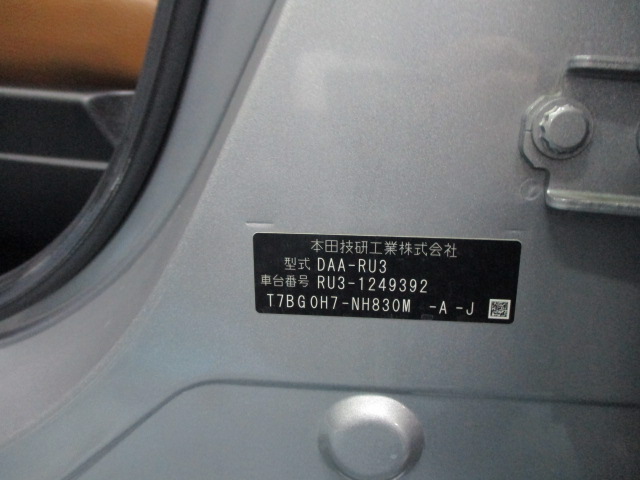 本田技研工業株式会社
型式 DAA-RU3
車台番号 RU3-1249392
T7BG0H7-NH830M -A-J